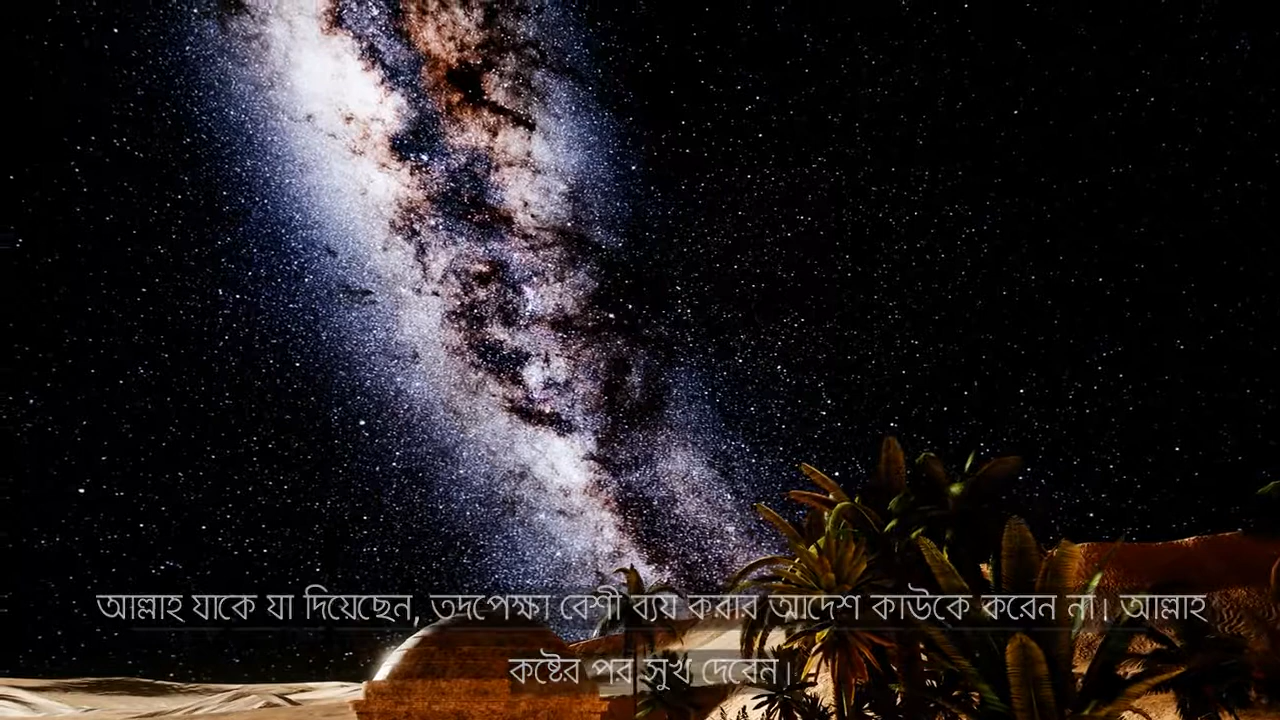 আল্লাহ যাকে যা দিয়েছেন, তদপেক্ষা বেশী ব্যয় করার আদেশ কাউকে করেন না। আল্লাহ
কষ্টের পর সুখ দেবেন।